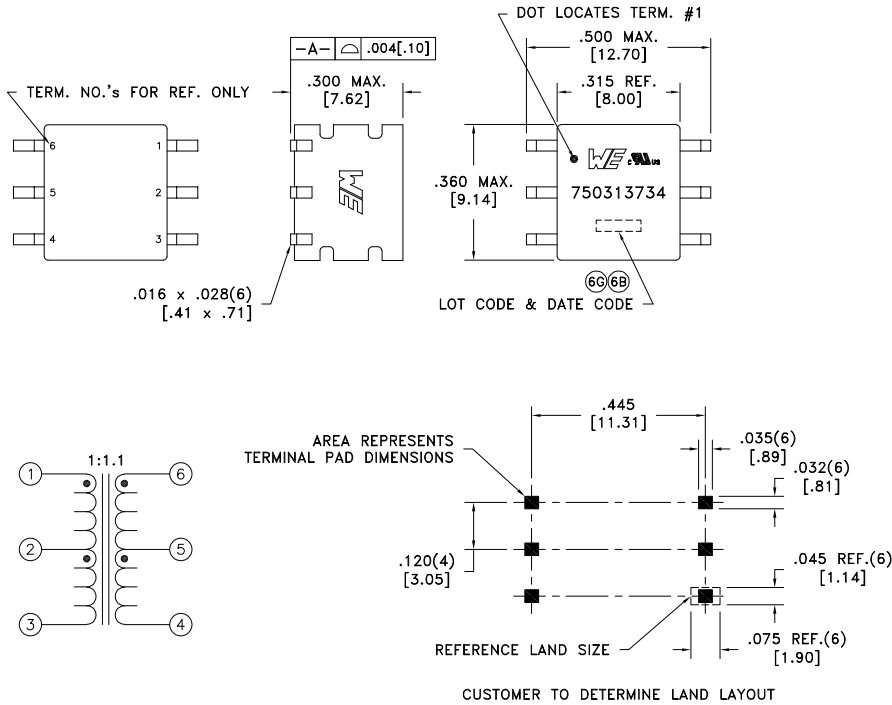 DOT LOCATES TERM. #1
-A- .004[.10]
.500 MAX.
[12.70]
TERM. NO.'s FOR REF. ONLY
.300 MAX.
[7.62]
.315 REF.
[8.00]
6 1
5 2
4 3
WE
.360 MAX.
[9.14]
WE c UL US
750313734
.016 x .028(6)
[.41 x .71]
6G 6B
LOT CODE & DATE CODE
1:1.1
1 6
2 5
3 4
.445
[11.31]
AREA REPRESENTS
TERMINAL PAD DIMENSIONS
.035(6)
[.89]
.032(6)
[.81]
.120(4)
[3.05]
.045 REF.(6)
[1.14]
REFERENCE LAND SIZE
.075 REF.(6)
[1.90]
CUSTOMER TO DETERMINE LAND LAYOUT